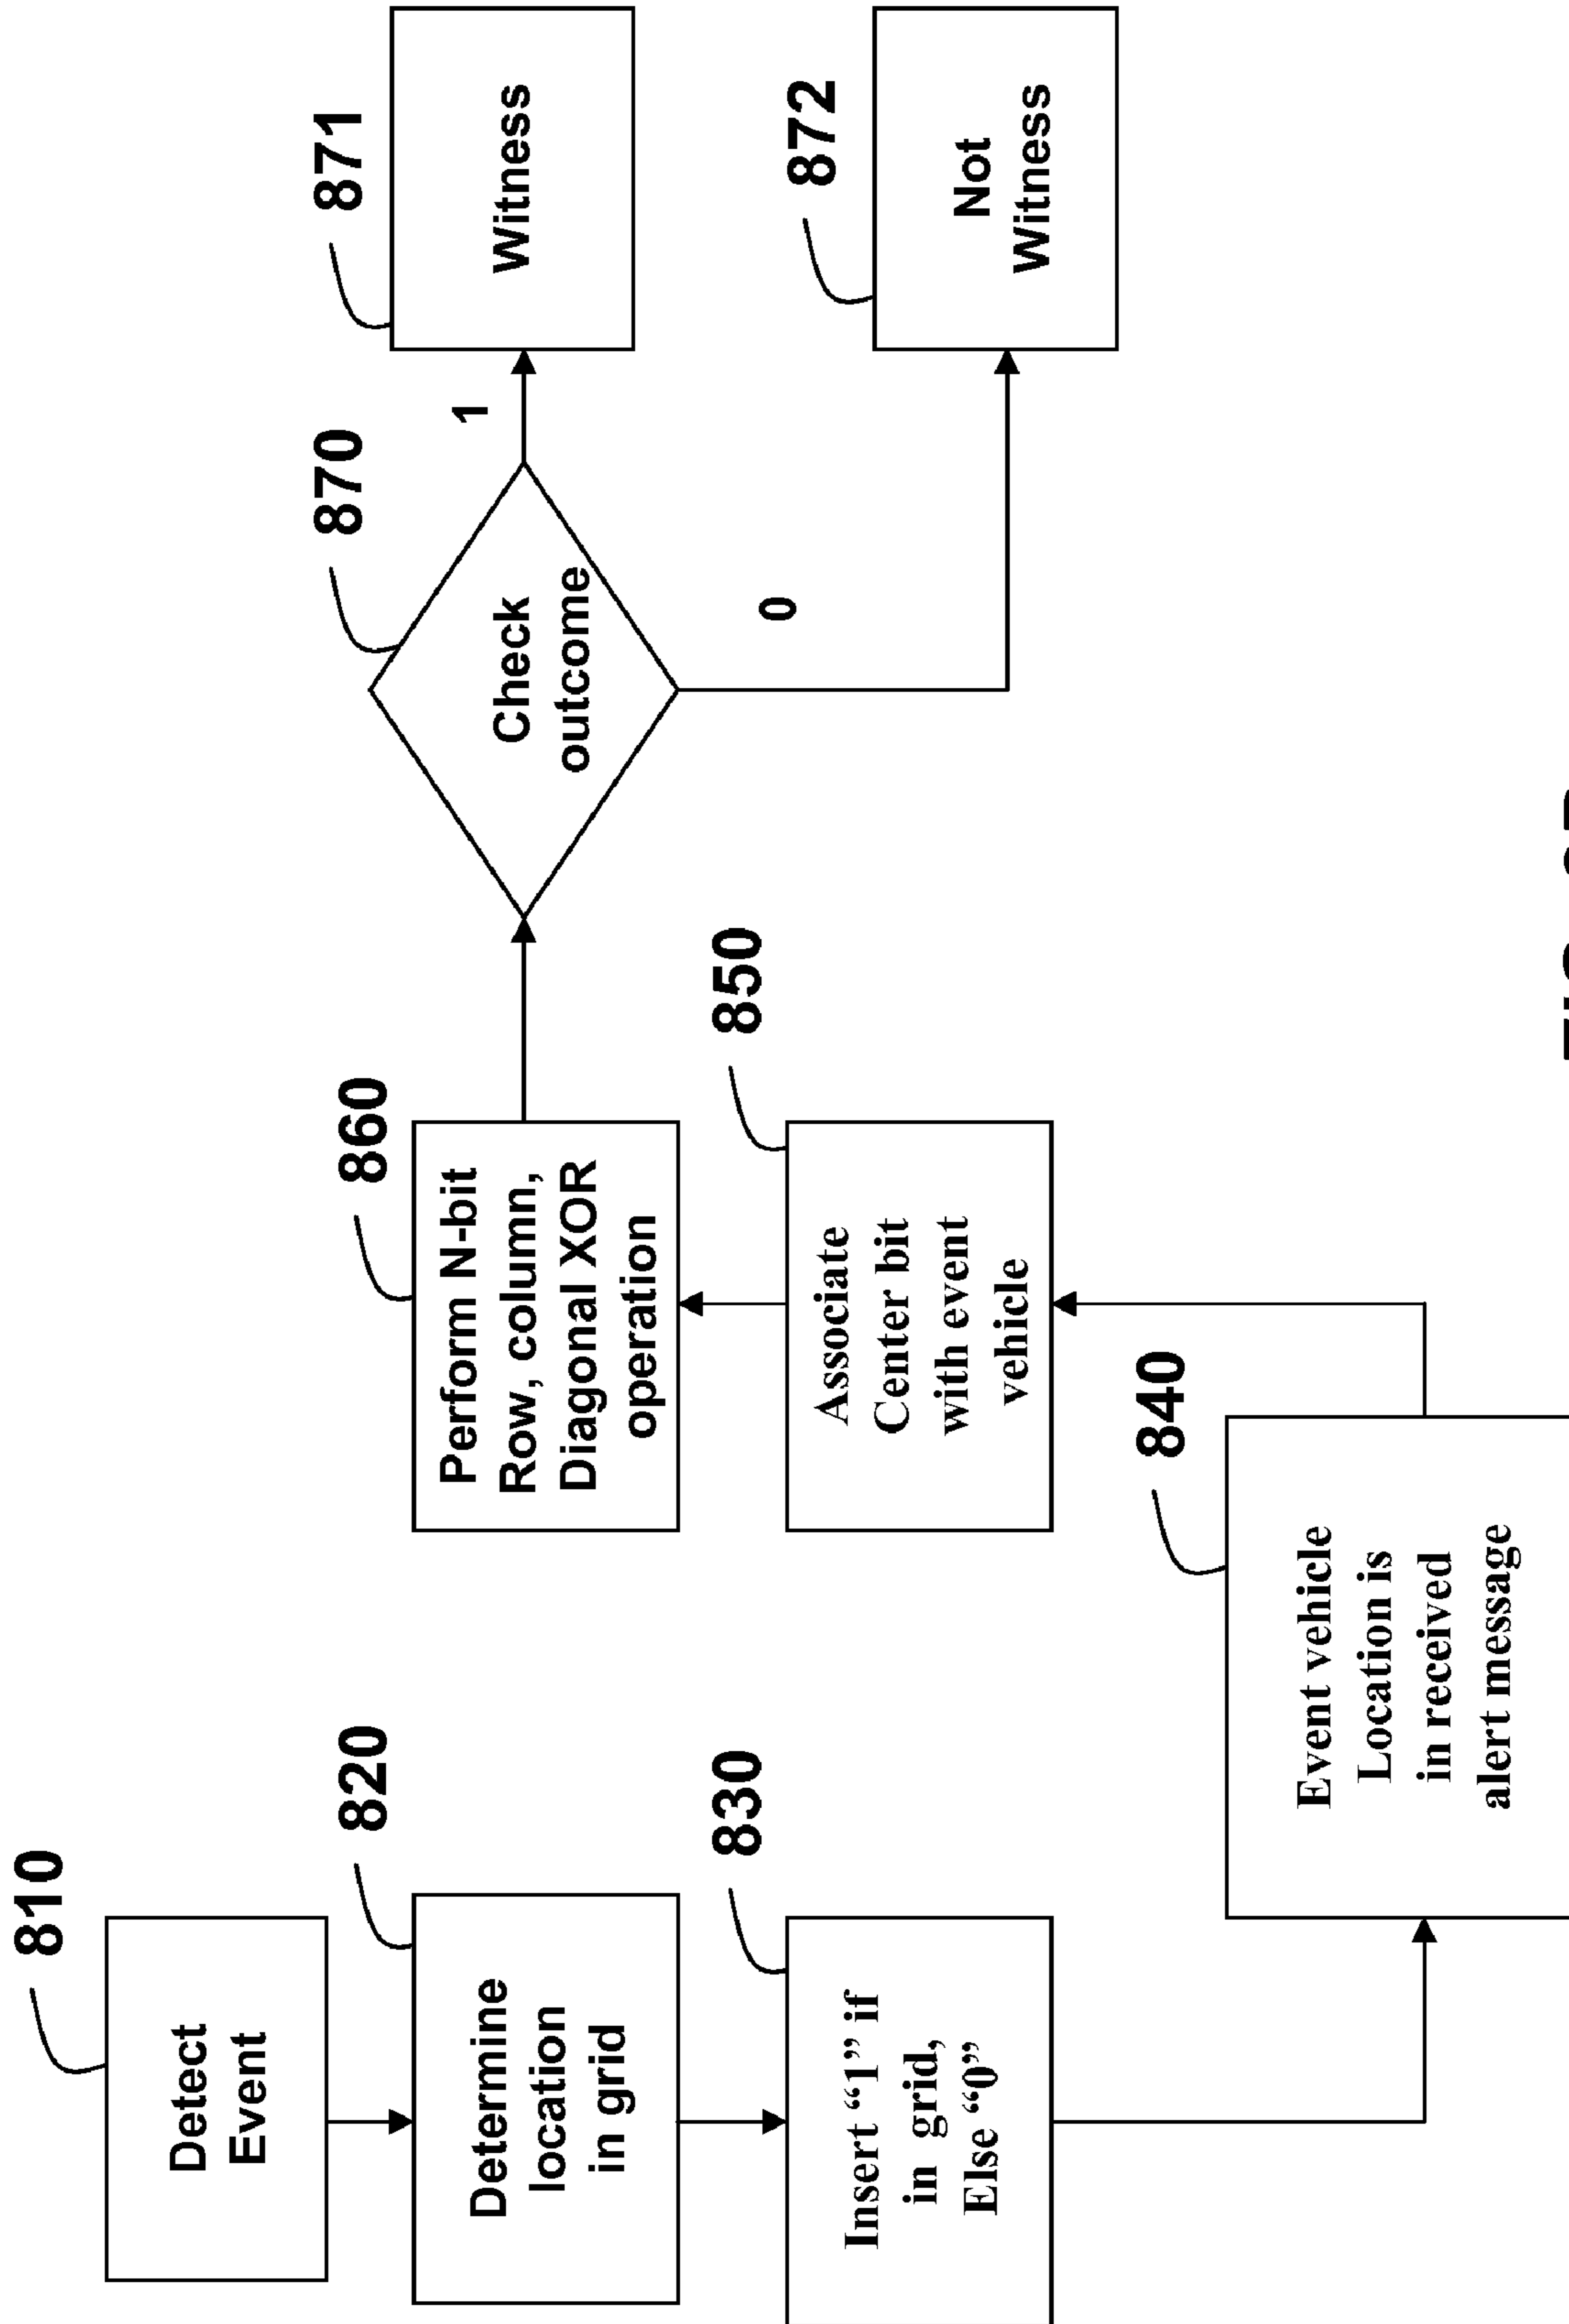 810
Detect
Event
820
Determine
location
in grid
830
Insert “1” if
in grid,
Else “0”
840
Event vehicle
Location is
in received
alert message
850
Associate
Center bit
with event
vehicle
860
Perform N-bit
Row, column,
Diagonal XOR
operation
870
Check
outcome
1
0
871
Witness
872
Not
Witness